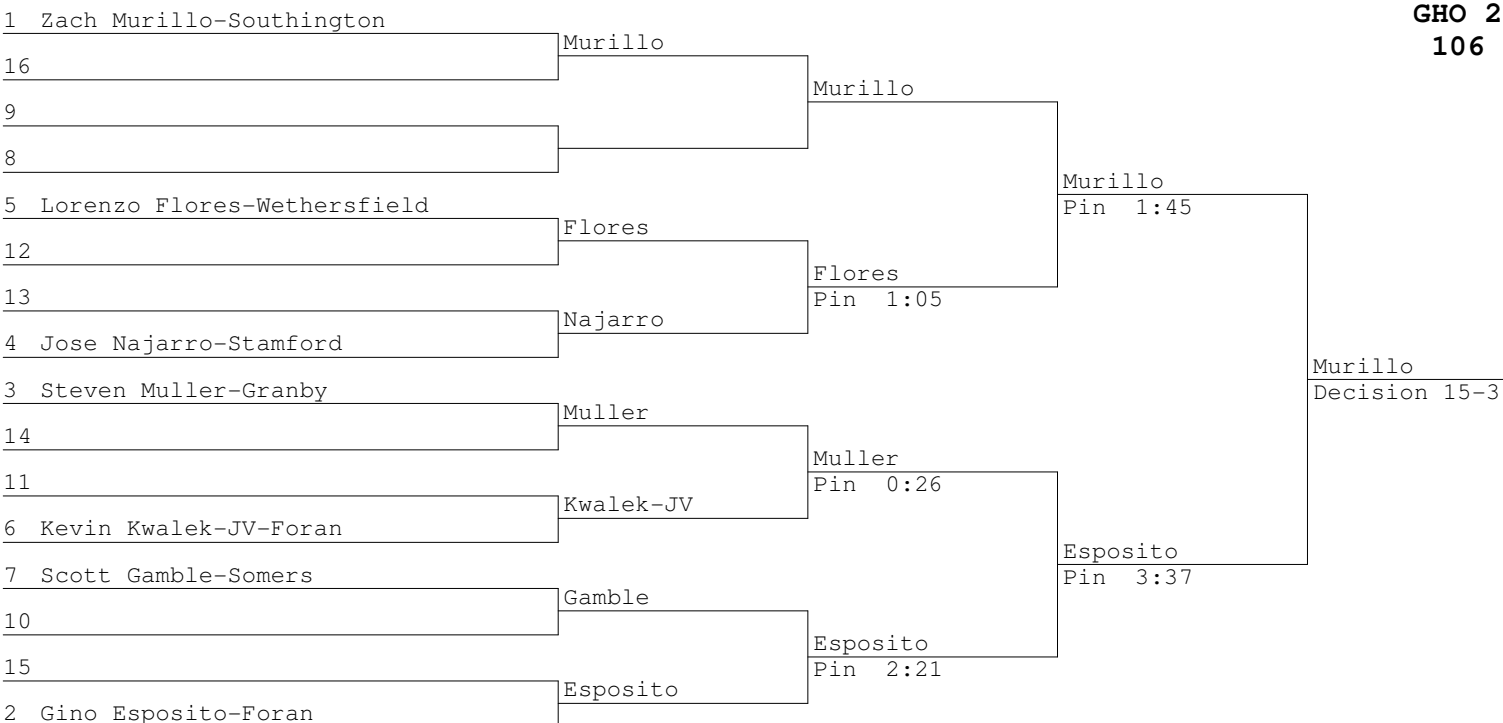 GHO 2
106
1 Zach Murillo-Southington
Murillo
16
Murillo
9
8
Murillo
Pin 1:45
5 Lorenzo Flores-Wethersfield
Flores
12
Flores
Pin 1:05
13
Najarro
4 Jose Najarro-Stamford
Murillo
Decision 15-3
3 Steven Muller-Granby
Muller
14
Muller
Pin 0:26
11
Kwalek-JV
6 Kevin Kwalek-JV-Foran
Esposito
Pin 3:37
7 Scott Gamble-Somers
Gamble
10
Esposito
Pin 2:21
15
Esposito
2 Gino Esposito-Foran